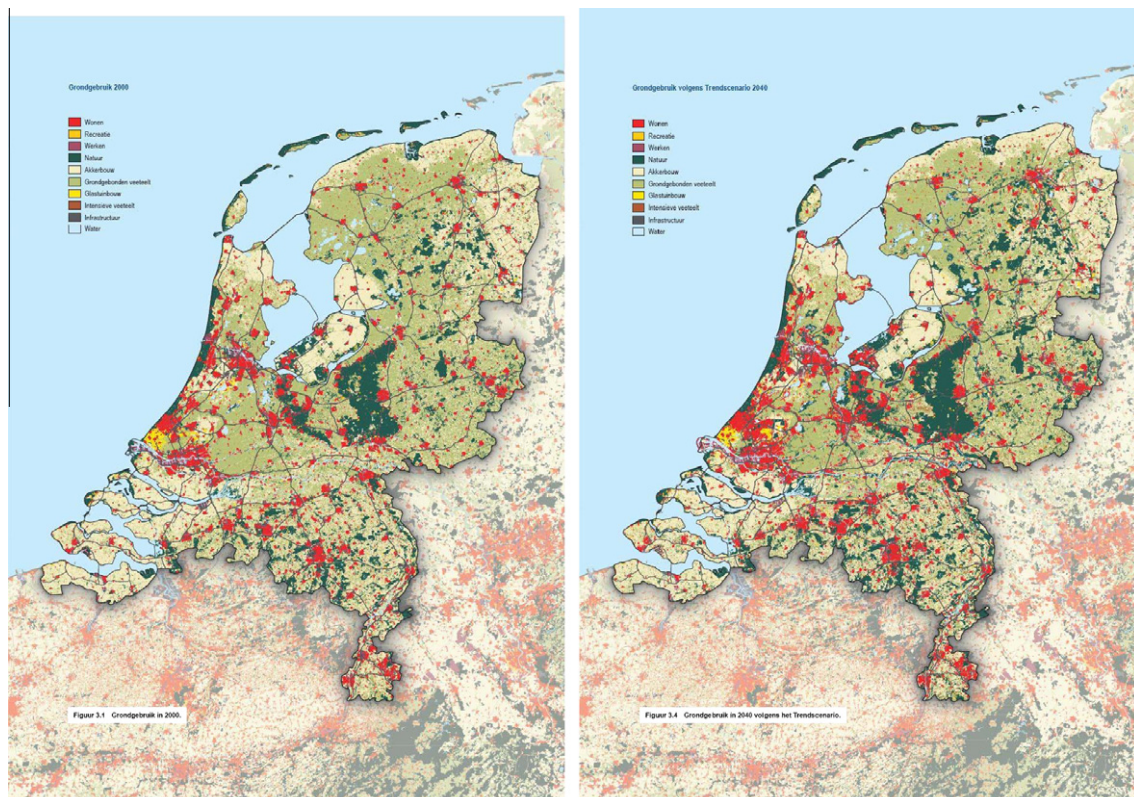 Grondgebruik 2000
Wonen
Recreatie
Werken
Natuur
Akkerbouw
Grondgebonden veeteelt
Glastuinbouw
Intensieve veeteelt
Infrastructuur
Water
Figuur 3.1 Grondgebruik in 2000.
Grondgebruik volgens Trendscenario 2040
Wonen
Recreatie
Werken
Natuur
Akkerbouw
Grondgebonden veeteelt
Glastuinbouw
Intensieve veeteelt
Infrastructuur
Water
Figuur 3.4 Grondgebruik in 2040 volgens het Trendscenario.